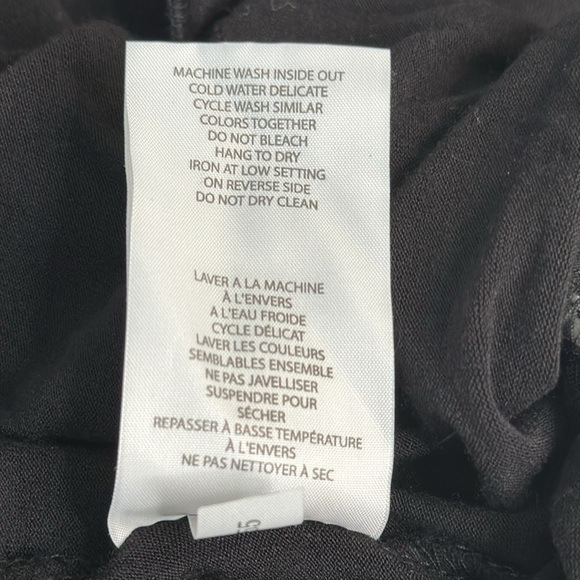 MACHINE WASH INSIDE OUT
COLD WATER DELICATE
CYCLE WASH SIMILAR
COLORS TOGETHER
DO NOT BLEACH
HANG TO DRY
IRON AT LOW SETTING
ON REVERSE SIDE
DO NOT DRY CLEAN
LAVER A LA MACHINE
À L'ENVERS
A L'EAU FROIDE
CYCLE DÉLICAT
LAVER LES COULEURS
SEMBLABLES ENSEMBLE
NE PAS JAVELLISER
SUSPENDRE POUR
SÉCHER
REPASSER À BASSE TEMPÉRATURE
À L'ENVERS
NE PAS NETTOYER À SEC